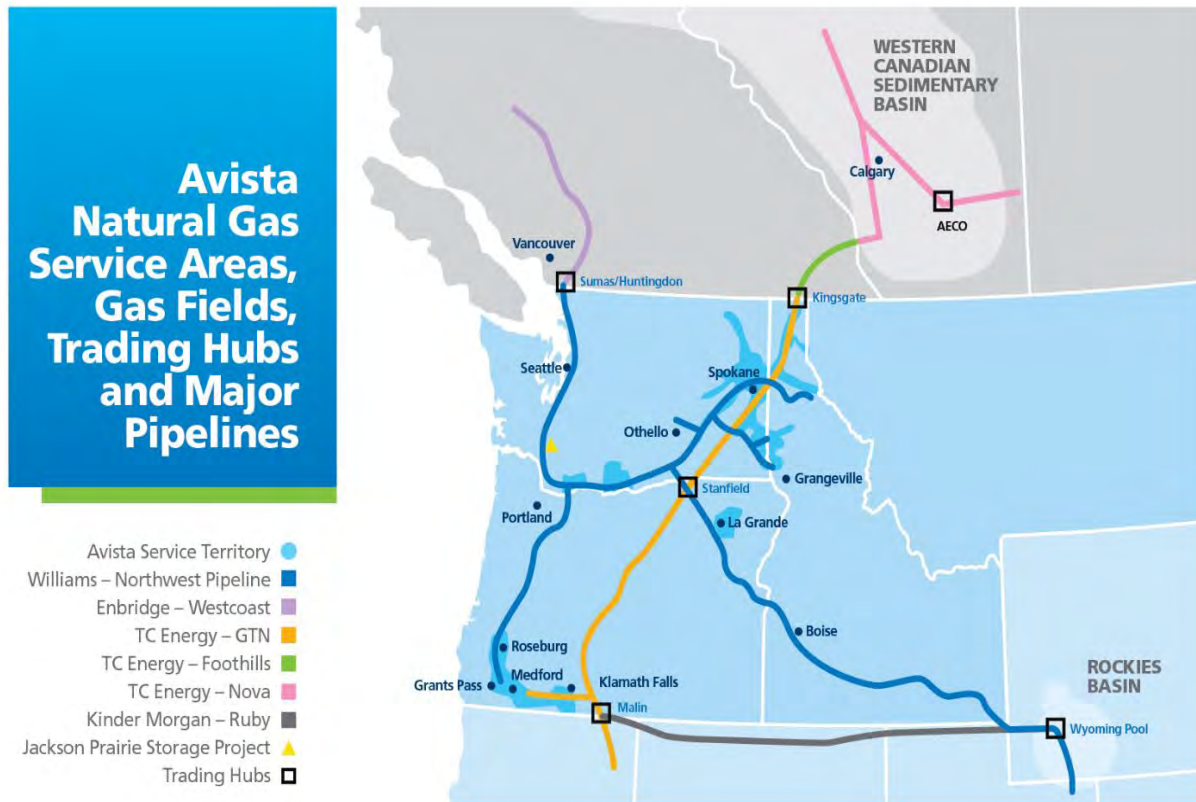 Avista
Natural Gas
Service Areas,
Gas Fields,
Trading Hubs
and Major
Pipelines
Avista Service Territory
Williams – Northwest Pipeline
Enbridge – Westcoast
TC Energy – GTN
TC Energy – Foothills
TC Energy – Nova
Kinder Morgan – Ruby
Jackson Prairie Storage Project
Trading Hubs
WESTERN
CANADIAN
SEDIMENTARY
BASIN
Calgary
AECO
Vancouver
Sumas/Huntingdon
Kingsgate
Seattle
Spokane
Othello
Grangeville
Stanfield
Portland
La Grande
Boise
Roseburg
Medford
Grants Pass
Klamath Falls
Malin
ROCKIES
BASIN
Wyoming Pool